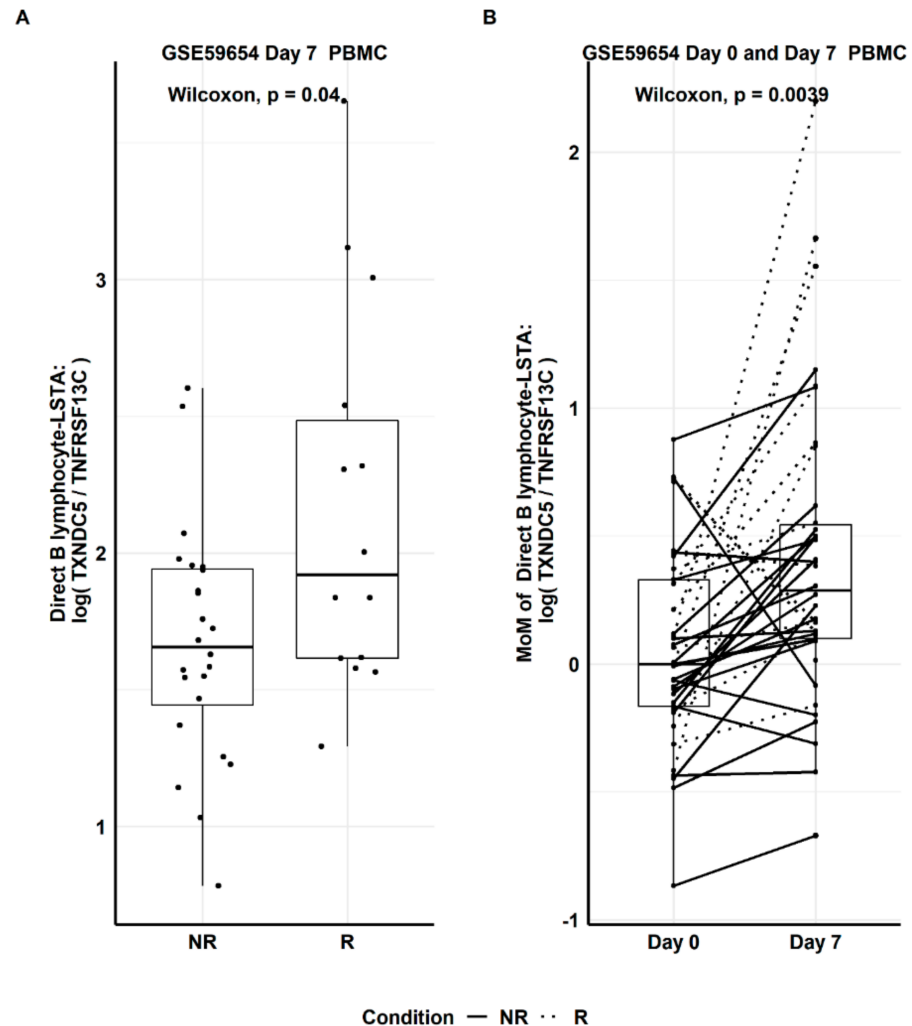 A
GSE59654 Day 7 PBMC
Wilcoxon, p = 0.04
Direct B lymphocyte-LSTA:
log( TXNDC5 / TNFRSF13C )
3
2
1
NR
R
B
GSE59654 Day 0 and Day 7 PBMC
Wilcoxon, p = 0.0039
MoM of Direct B lymphocyte-LSTA:
log( TXNDC5 / TNFRSF13C )
2
1
0
-1
Day 0
Day 7
Condition NR R